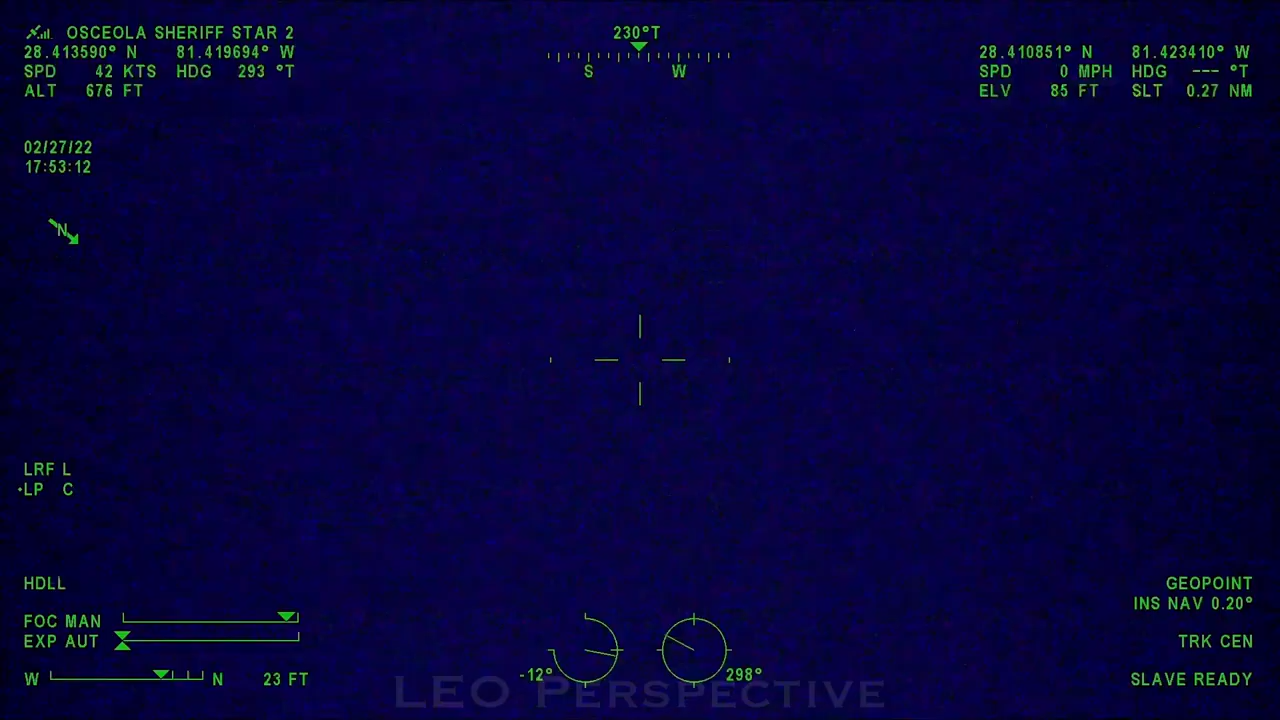 OSCEOLA SHERIFF STAR 2
28.413590° N 81.419694° W
SPD 42 KTS HDG 293 °T
ALT 676 FT
230°T
S W
28.410851° N 81.423410° W
SPD 0 MPH HDG --- °T
ELV 85 FT SLT 0.27 NM
02/27/22
17:53:12
N
LRF L
LP C
HDLL
FOC MAN
EXP AUT
W N 23 FT
-12° 298°
GEOPOINT
INS NAV 0.20°
TRK CEN
SLAVE READY
LEO PERSPECTIVE